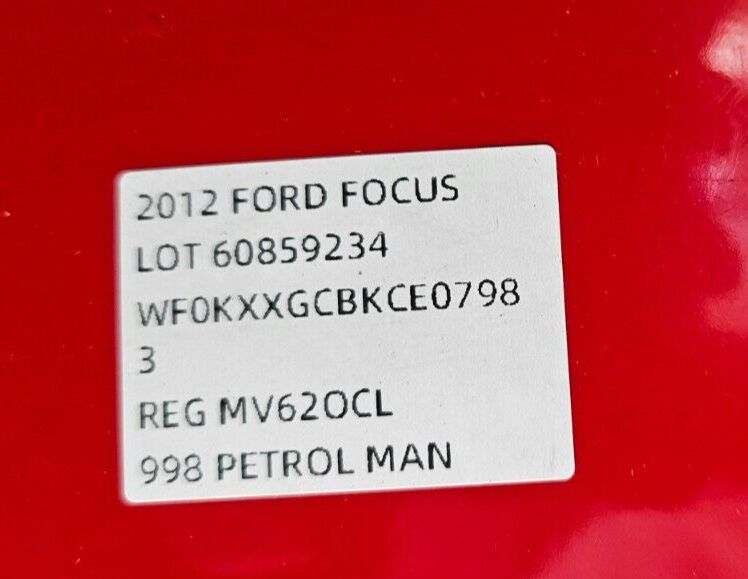 2012 FORD FOCUS
LOT 60859234
WF0KXXGCBKCE0798
3
REG MV62OCL
998 PETROL MAN